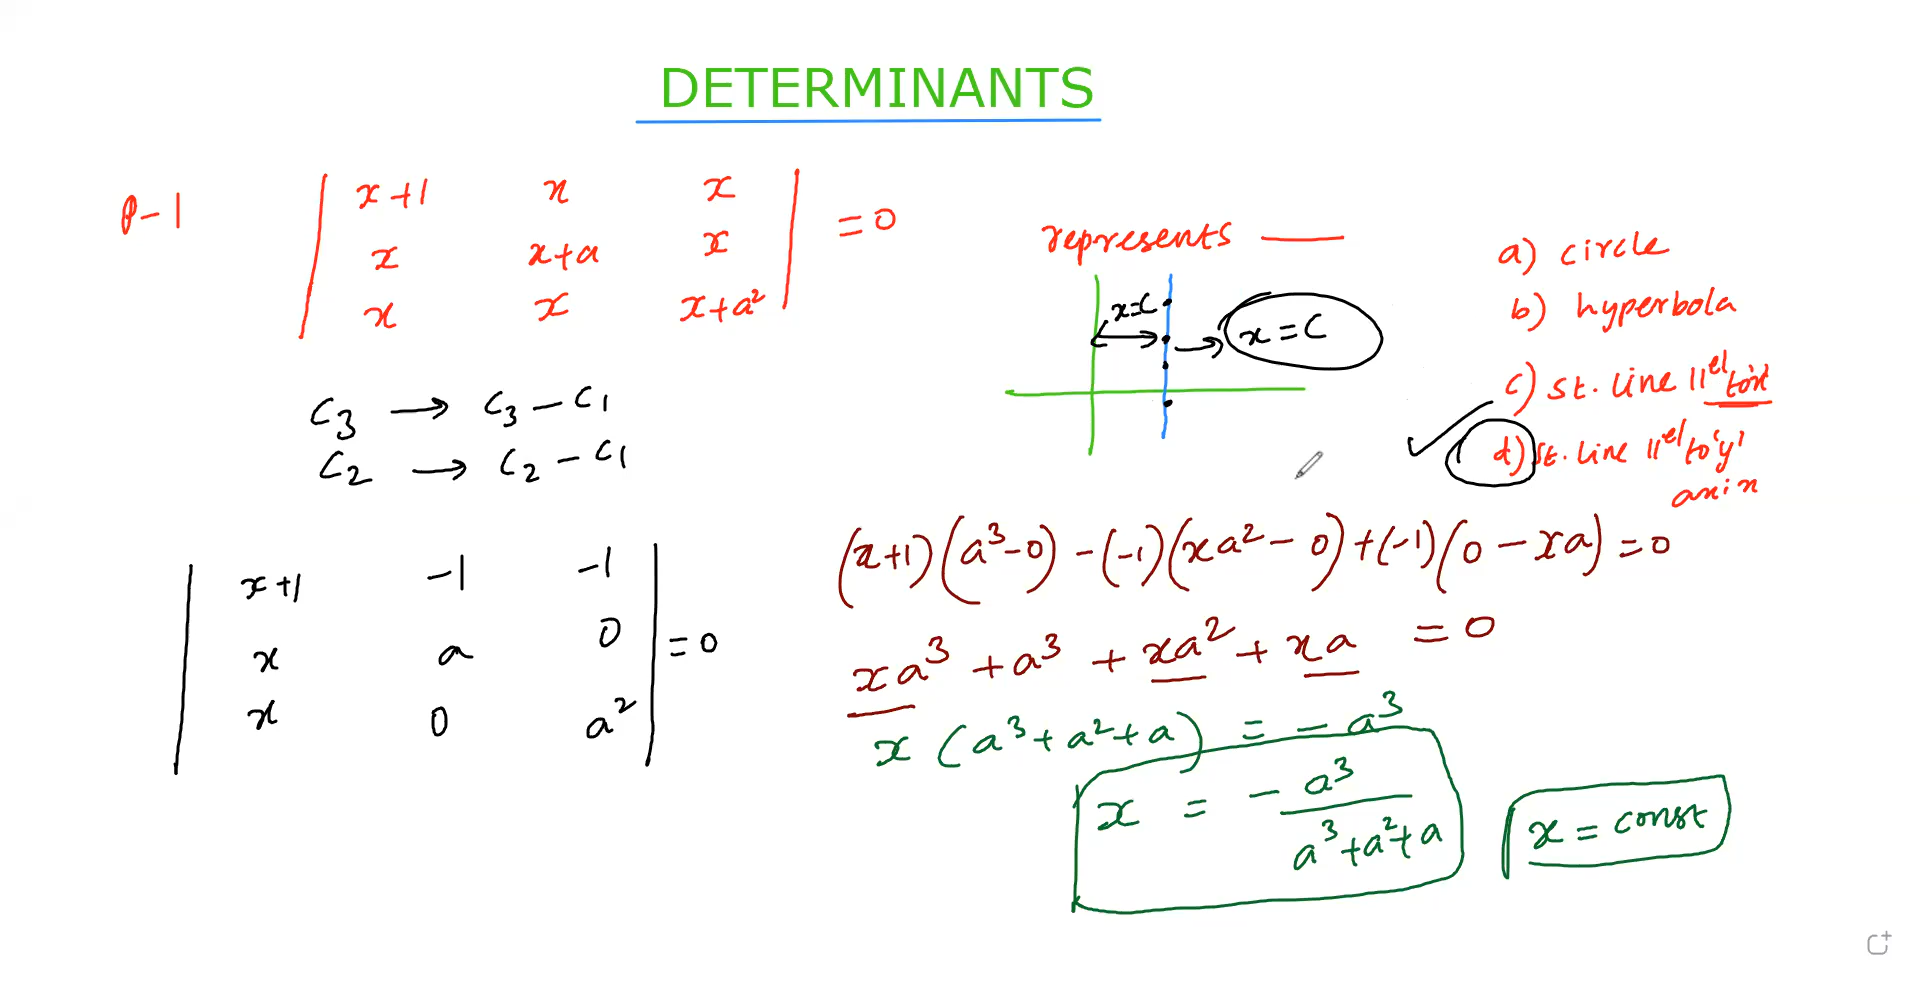 DETERMINANTS
P-1
| x+1 x x |
| x x+a x | = 0
| x x x+a² |
represents ____
a) circle
b) hyperbola
c) st. line ||el to 'x'
d) st. line ||el to 'y'
axis
x=C
x = C
C₃ → C₃ - C₁
C₂ → C₂ - C₁
| x+1 -1 -1 |
| x a 0 | = 0
| x 0 a² |
(x+1)(a³-0) - (-1)(xa² - 0) + (-1)(0 - xa) = 0
xa³ + a³ + xa² + xa = 0
x (a³ + a² + a) = - a³
x = - a³ / a³ + a² + a
x = const